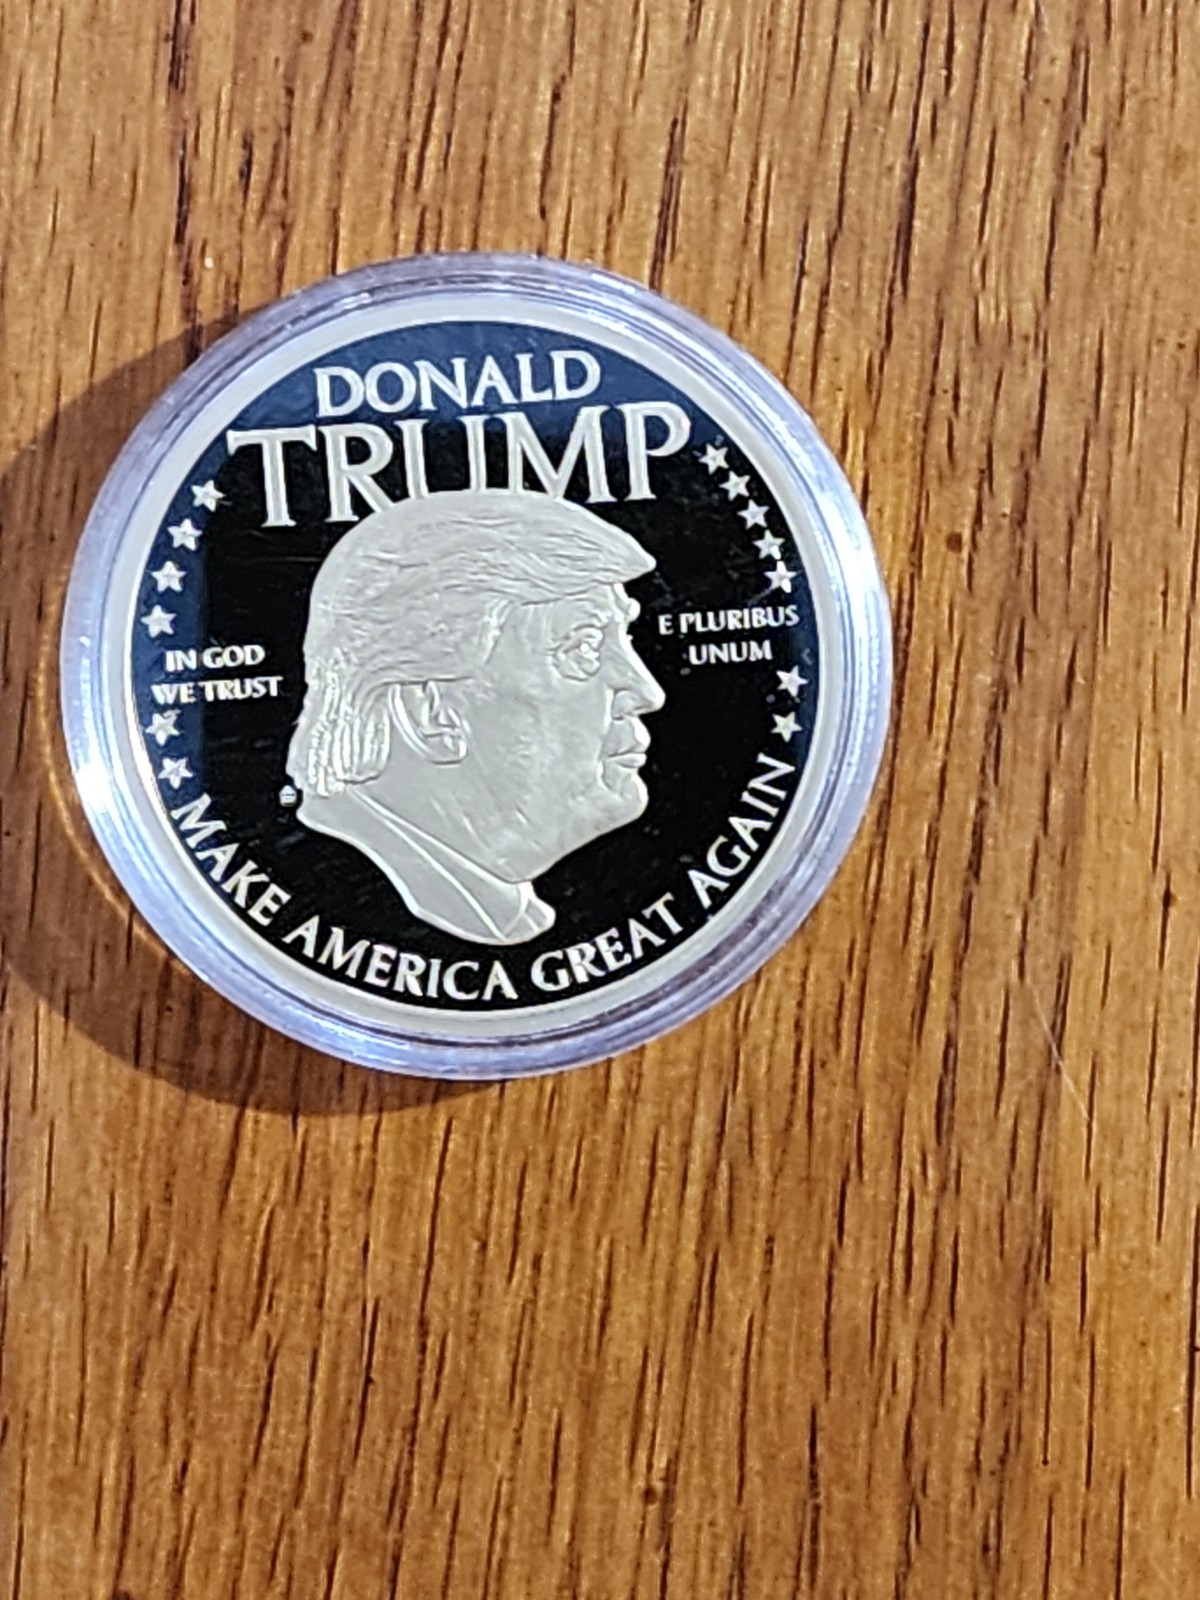 DONALD
TRUMP
IN GOD
WE TRUST
E PLURIBUS
UNUM
MAKE AMERICA GREAT AGAIN